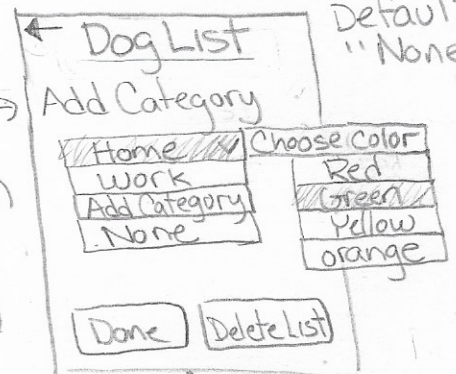 Dog List
Default
"None
Add Category
Home
Choose color
Work
Red
Add Category
Green
None
Yellow
orange
Done
Delete List